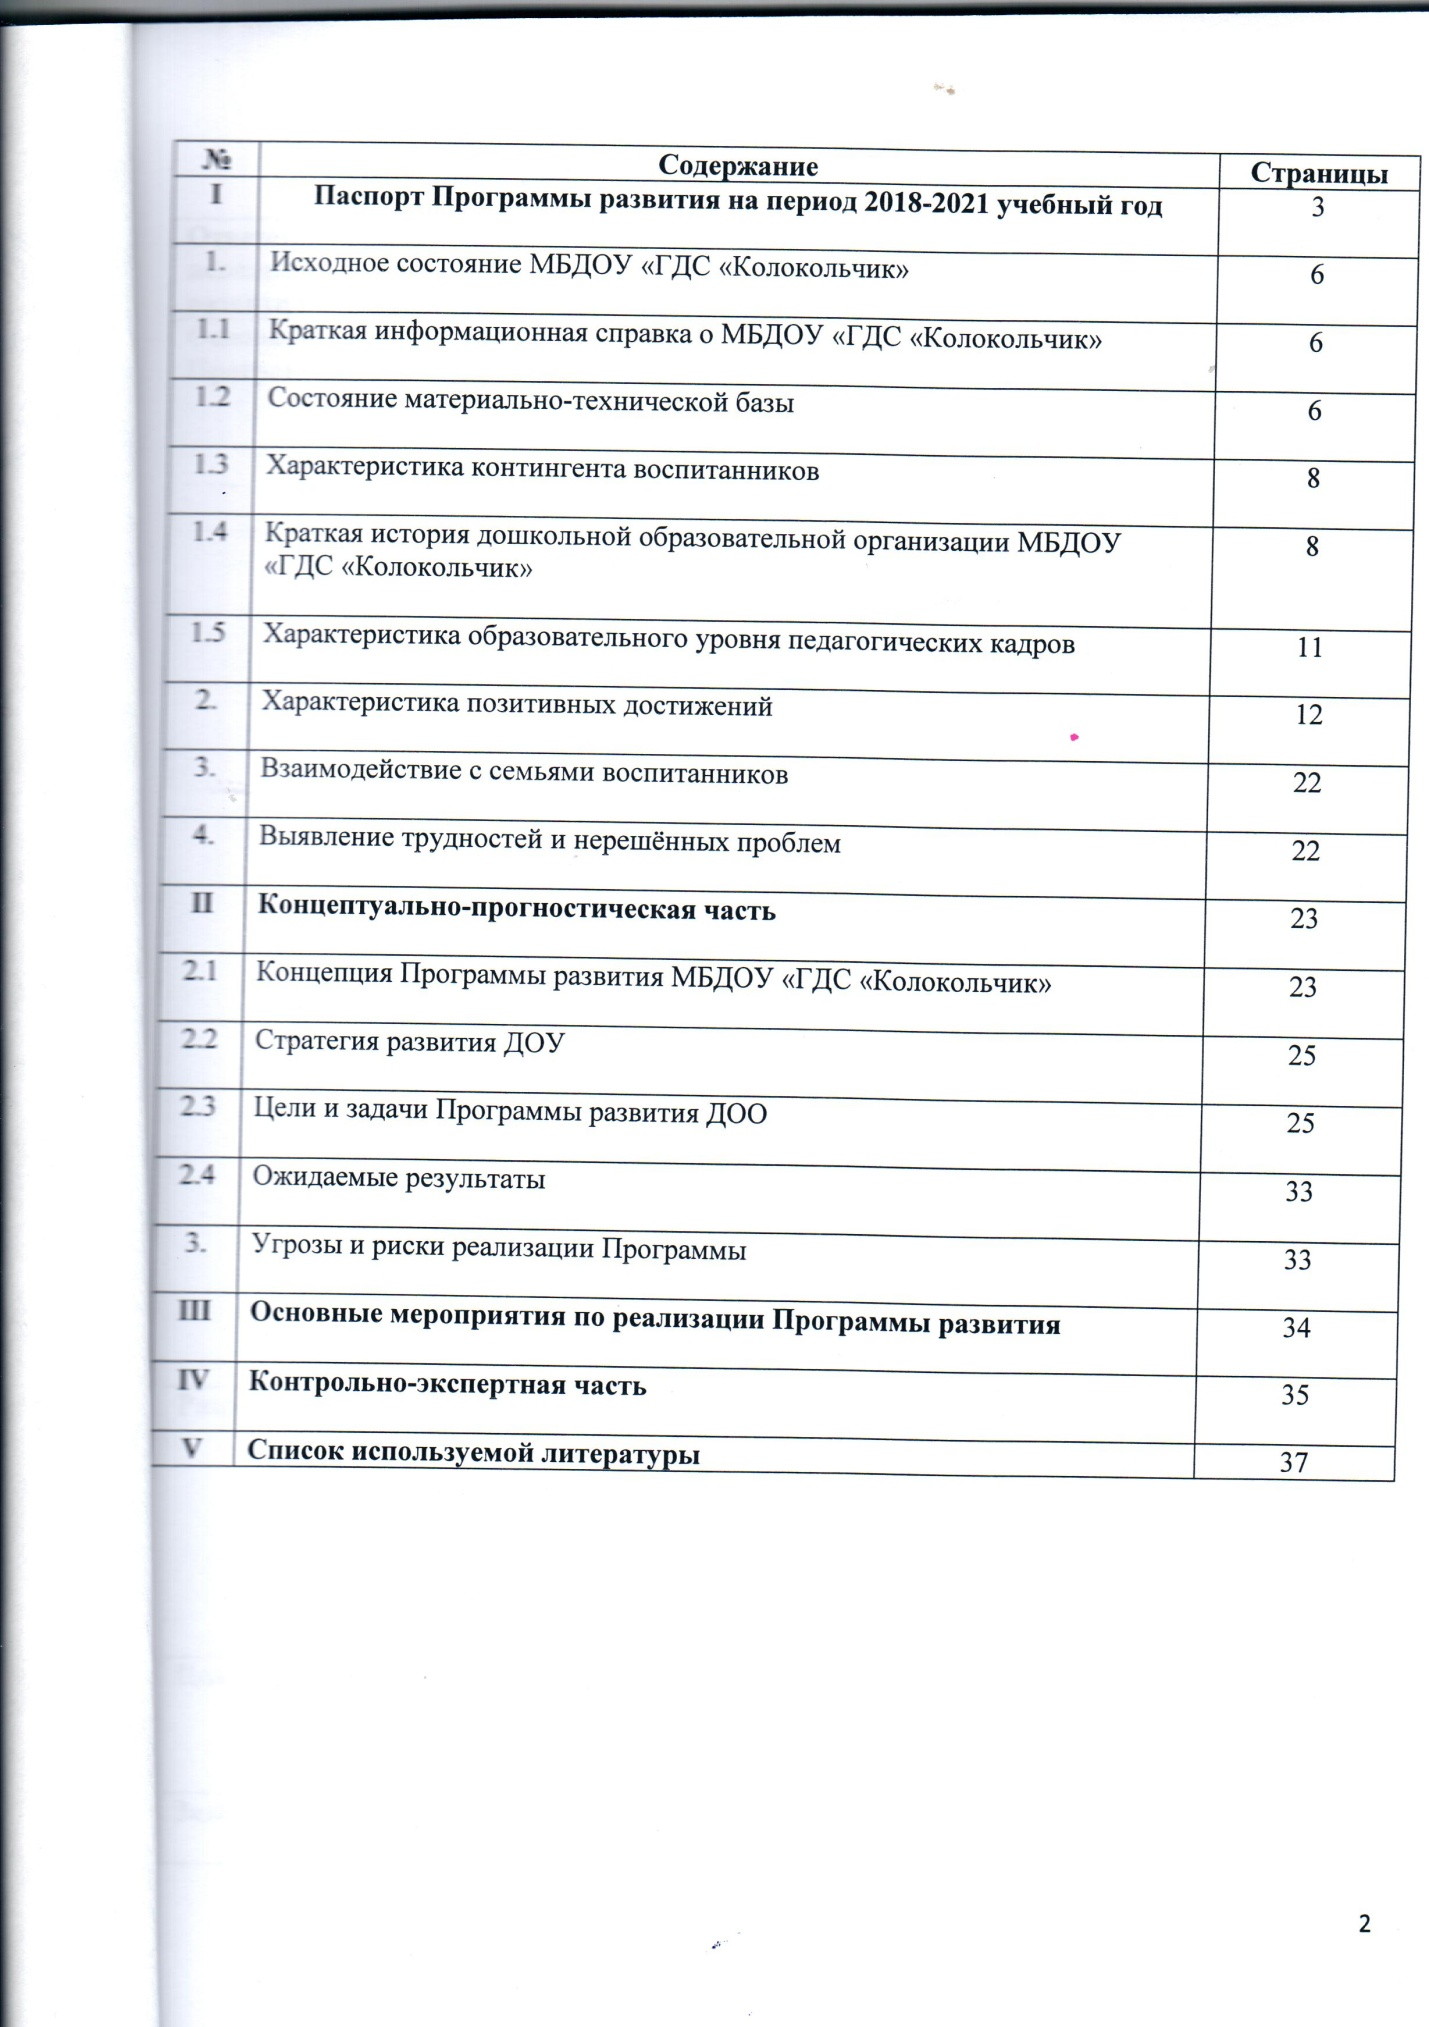 № Содержание Страницы
I Паспорт Программы развития на период 2018-2021 учебный год 3
1. Исходное состояние МБДОУ «ГДС «Колокольчик» 6
1.1 Краткая информационная справка о МБДОУ «ГДС «Колокольчик» 6
1.2 Состояние материально-технической базы 6
1.3 Характеристика контингента воспитанников 8
1.4 Краткая история дошкольной образовательной организации МБДОУ 8
«ГДС «Колокольчик»
1.5 Характеристика образовательного уровня педагогических кадров 11
2. Характеристика позитивных достижений 12
3. Взаимодействие с семьями воспитанников 22
4. Выявление трудностей и нерешённых проблем 22
II Концептуально-прогностическая часть 23
2.1 Концепция Программы развития МБДОУ «ГДС «Колокольчик» 23
2.2 Стратегия развития ДОУ 25
2.3 Цели и задачи Программы развития ДОО 25
2.4 Ожидаемые результаты 33
3. Угрозы и риски реализации Программы 33
III Основные мероприятия по реализации Программы развития 34
IV Контрольно-экспертная часть 35
V Список используемой литературы 37
2